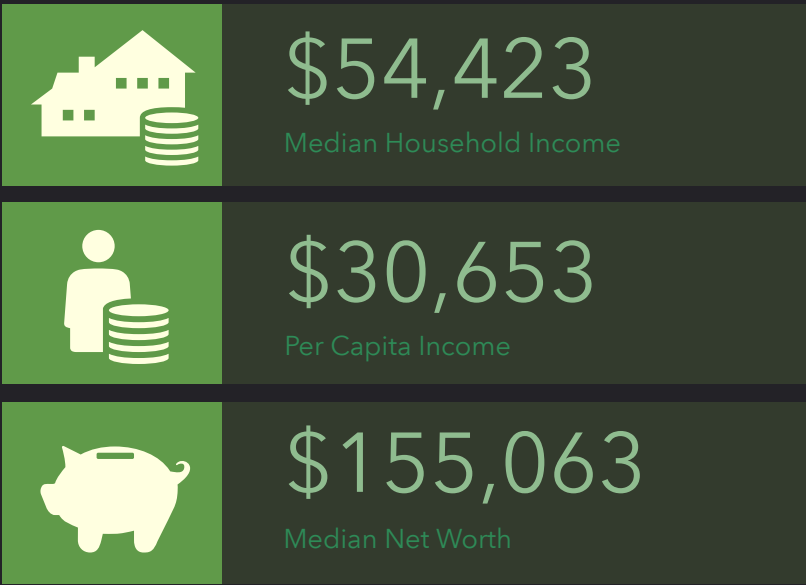 $54,423
Median Household Income
$30,653
Per Capita Income
$155,063
Median Net Worth